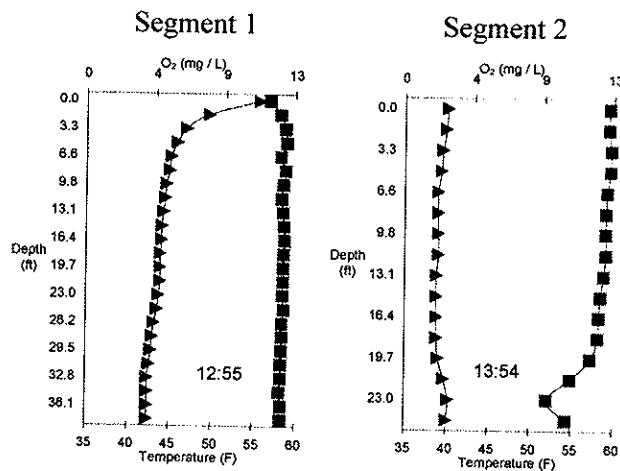 Segment 1
O₂ (mg / L)
0 4 9 13
0.0
3.3
6.6
9.8
13.1
16.4
Depth
(ft)
19.7
23.0
26.2
29.5
32.8
38.1
12:55
35 45 50 55 60
Temperature (F)
Segment 2
O₂ (mg / L)
0 4 9 13
0.0
3.3
6.6
9.8
13.1
16.4
Depth
(ft)
19.7
23.0
13:54
35 40 45 50 55 60
Temperature (F)